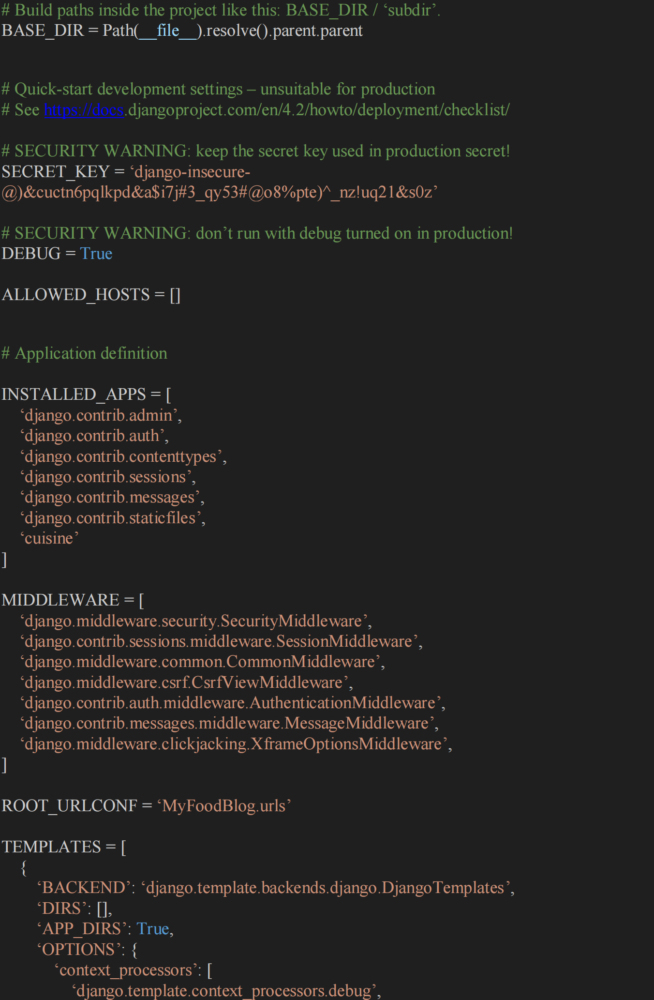 # Build paths inside the project like this: BASE_DIR / ‘subdir’.
BASE_DIR = Path(__file__).resolve().parent.parent
# Quick-start development settings – unsuitable for production
# See https://docs.djangoproject.com/en/4.2/howto/deployment/checklist/
# SECURITY WARNING: keep the secret key used in production secret!
SECRET_KEY = ‘django-insecure-
@)&cuctn6pqlkpd&a$i7j#3_qy53#@o8%pte)^_nz!uq21&s0z’
# SECURITY WARNING: don’t run with debug turned on in production!
DEBUG = True
ALLOWED_HOSTS = []
# Application definition
INSTALLED_APPS = [
‘django.contrib.admin’,
‘django.contrib.auth’,
‘django.contrib.contenttypes’,
‘django.contrib.sessions’,
‘django.contrib.messages’,
‘django.contrib.staticfiles’,
‘cuisine’
]
MIDDLEWARE = [
‘django.middleware.security.SecurityMiddleware’,
‘django.contrib.sessions.middleware.SessionMiddleware’,
‘django.middleware.common.CommonMiddleware’,
‘django.middleware.csrf.CsrfViewMiddleware’,
‘django.contrib.auth.middleware.AuthenticationMiddleware’,
‘django.contrib.messages.middleware.MessageMiddleware’,
‘django.middleware.clickjacking.XframeOptionsMiddleware’,
]
ROOT_URLCONF = ‘MyFoodBlog.urls’
TEMPLATES = [
{
‘BACKEND’: ‘django.template.backends.django.DjangoTemplates’,
‘DIRS’: [],
‘APP_DIRS’: True,
‘OPTIONS’: {
‘context_processors’: [
‘django.template.context_processors.debug’,